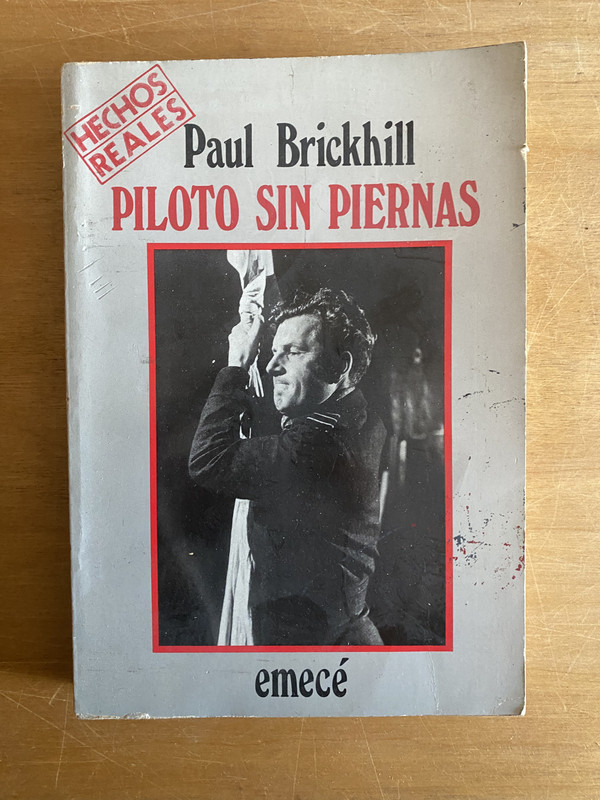 HECHOS
REALES
Paul Brickhill
PILOTO SIN PIERNAS
emecé